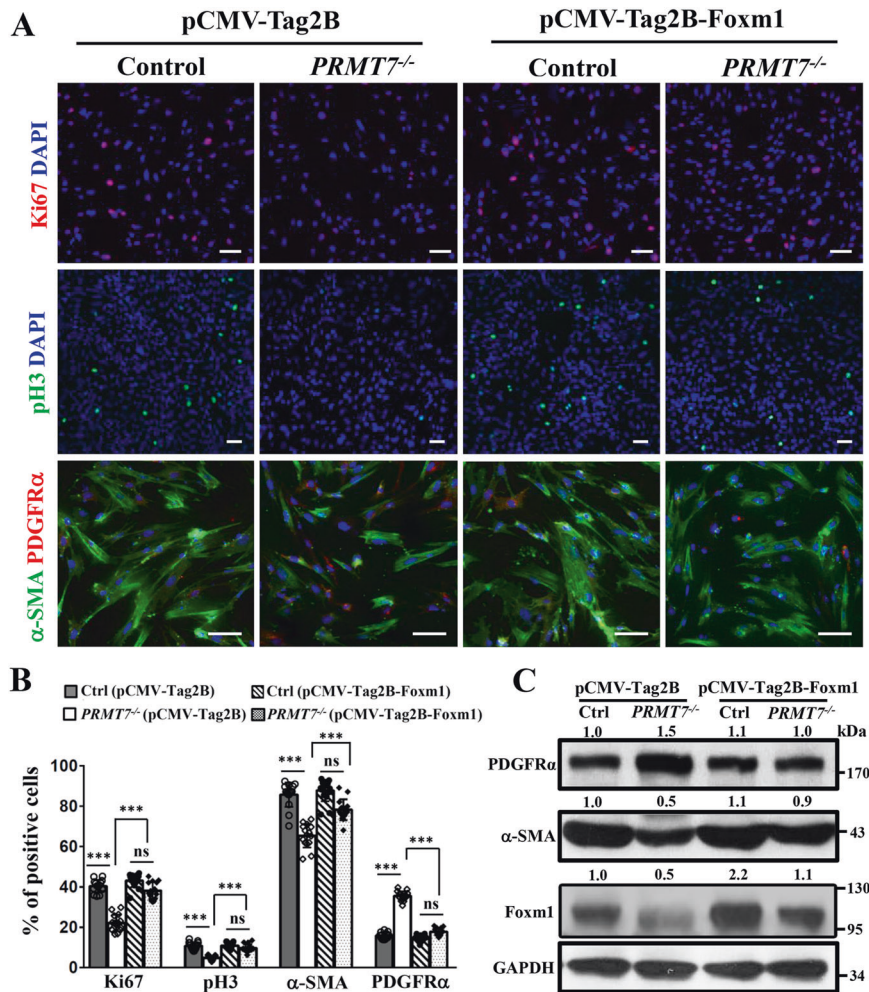 A
pCMV-Tag2B pCMV-Tag2B-Foxm1
Control PRMT7-/- Control PRMT7-/-
Ki67 DAPI
pH3 DAPI
α-SMA PDGFRα
B
Ctrl (pCMV-Tag2B) Ctrl (pCMV-Tag2B-Foxm1)
PRMT7-/- (pCMV-Tag2B) PRMT7-/- (pCMV-Tag2B-Foxm1)
% of positive cells
100
80
60
40
20
0
*** *** ns
*** *** ns
*** *** ns
*** *** ns
Ki67 pH3 α-SMA PDGFRα
C
pCMV-Tag2B pCMV-Tag2B-Foxm1
Ctrl PRMT7-/- Ctrl PRMT7-/-
1.0 1.5 1.1 1.0 kDa
PDGFRα 170
1.0 0.5 1.1 0.9
α-SMA 43
1.0 0.5 2.2 1.1 130
Foxm1
95
GAPDH 34